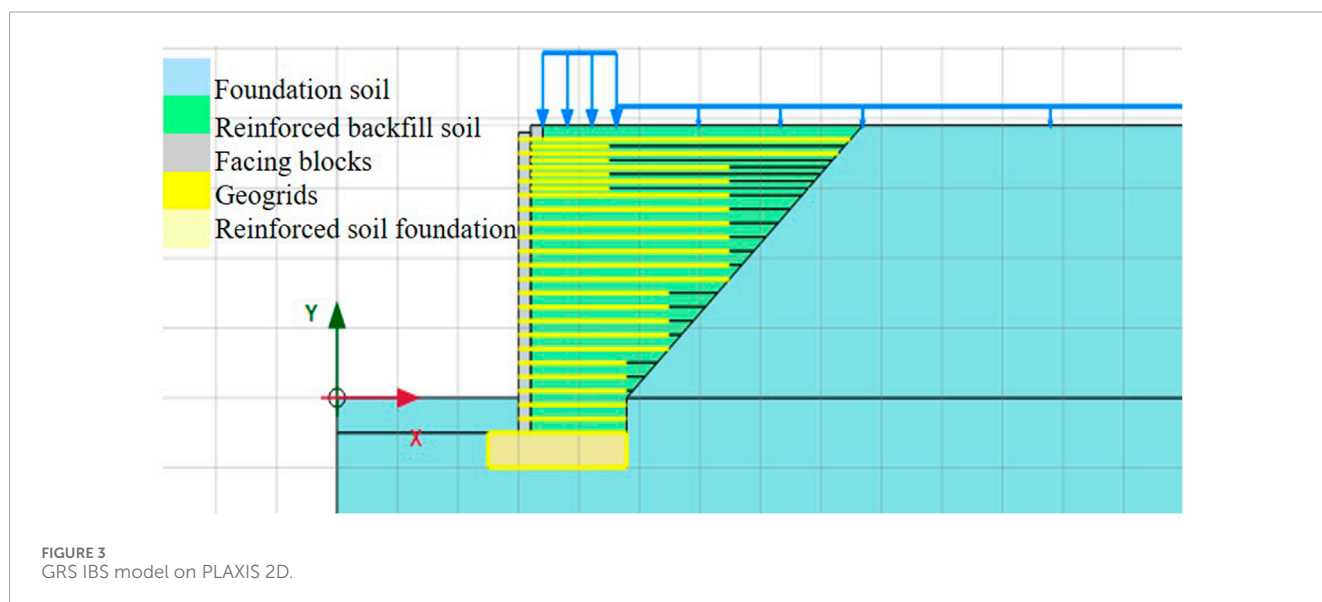 Foundation soil
Reinforced backfill soil
Facing blocks
Geogrids
Reinforced soil foundation
Y
X
FIGURE 3
GRS IBS model on PLAXIS 2D.